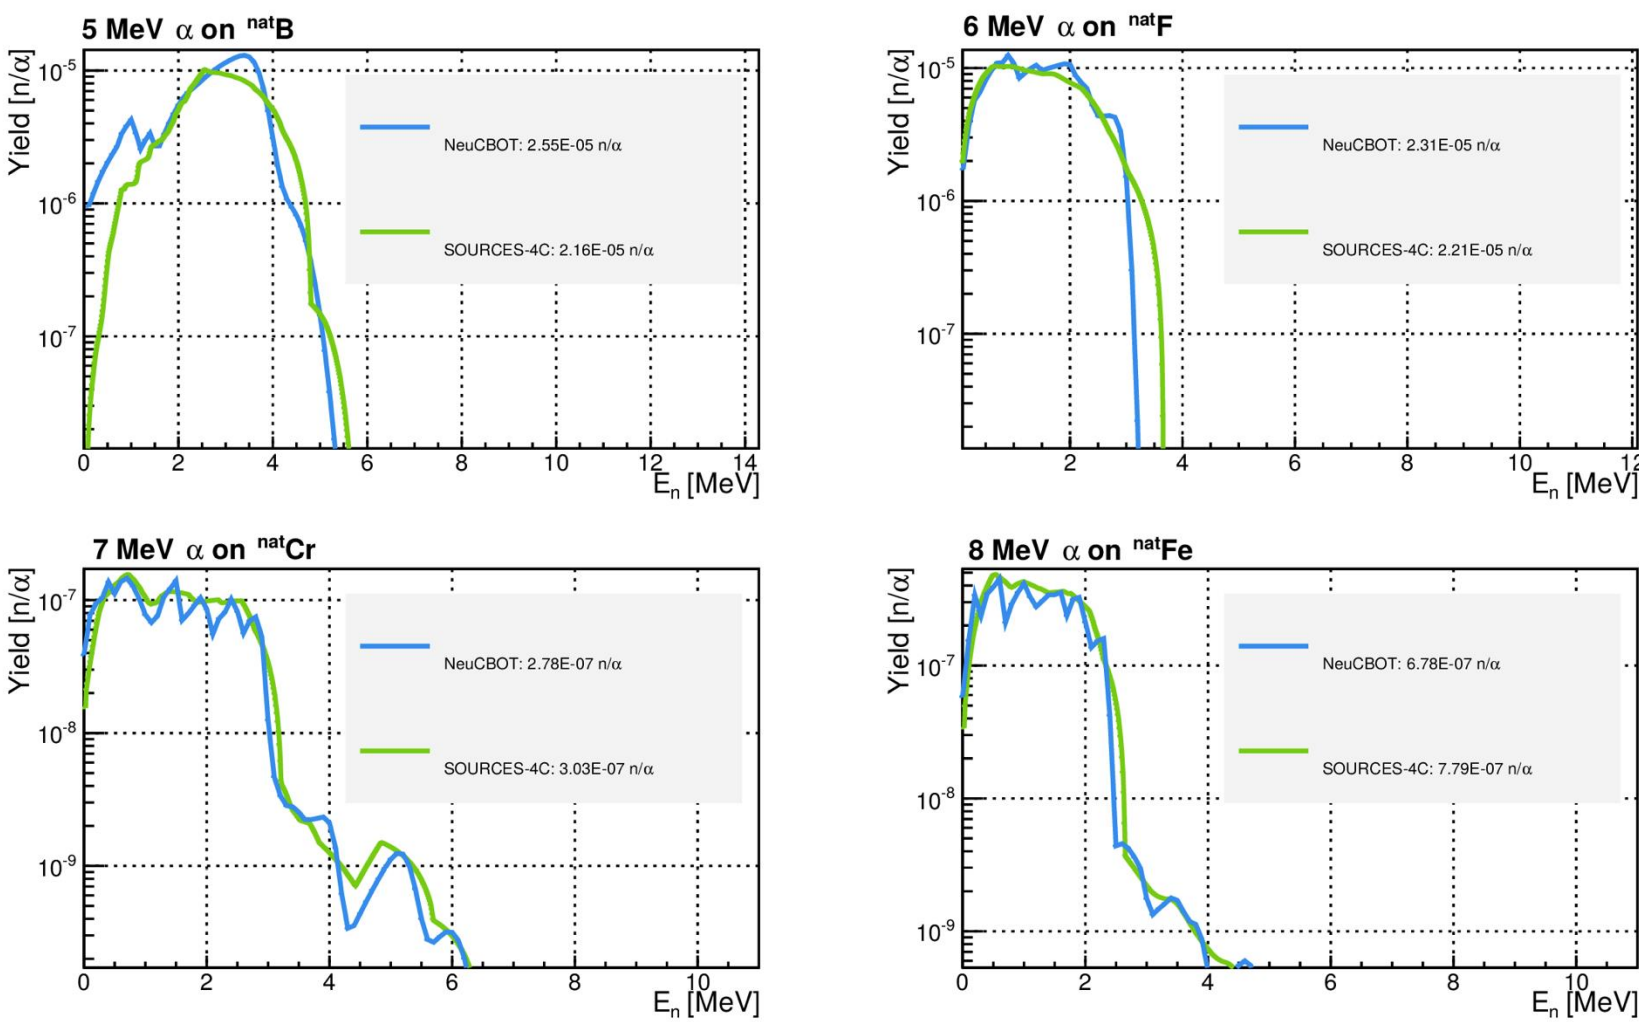 5 MeV α on ⁿᵃᵗB
Yield [n/α]
10⁻⁵
10⁻⁶
10⁻⁷
NeuCBOT: 2.55E-05 n/α
SOURCES-4C: 2.16E-05 n/α
0 2 4 6 8 10 12 14
Eₙ [MeV]
6 MeV α on ⁿᵃᵗF
Yield [n/α]
10⁻⁵
10⁻⁶
10⁻⁷
NeuCBOT: 2.31E-05 n/α
SOURCES-4C: 2.21E-05 n/α
2 4 6 8 10 12
Eₙ [MeV]
7 MeV α on ⁿᵃᵗCr
Yield [n/α]
10⁻⁷
10⁻⁸
10⁻⁹
NeuCBOT: 2.78E-07 n/α
SOURCES-4C: 3.03E-07 n/α
0 2 4 6 8 10
Eₙ [MeV]
8 MeV α on ⁿᵃᵗFe
Yield [n/α]
10⁻⁷
10⁻⁸
10⁻⁹
NeuCBOT: 6.78E-07 n/α
SOURCES-4C: 7.79E-07 n/α
0 2 4 6 8 10
Eₙ [MeV]